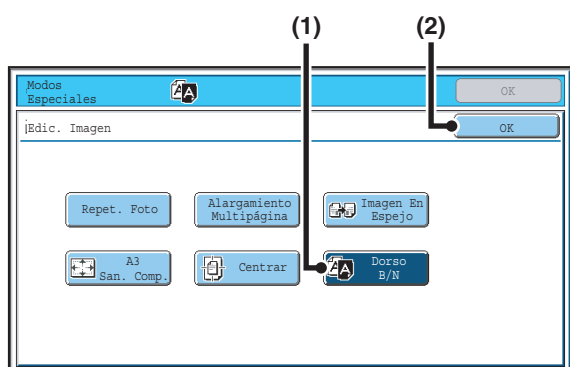 (1) (2)
Modos
Especiales
OK
Edic. Imagen
OK
Repet. Foto
Alargamiento
Multipágina
Imagen En
Espejo
A3
San. Comp.
Centrar
Dorso
B/N